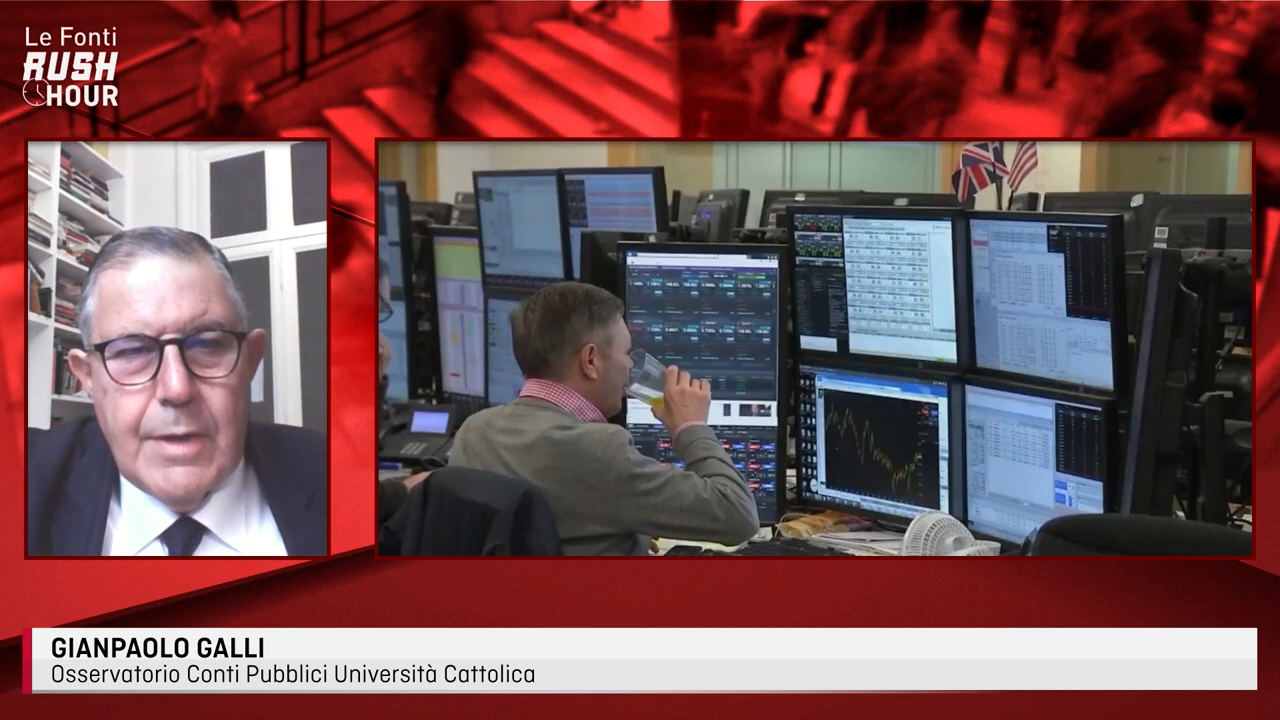 Le Fonti
RUSH
HOUR
GIANPAOLO GALLI
Osservatorio Conti Pubblici Università Cattolica